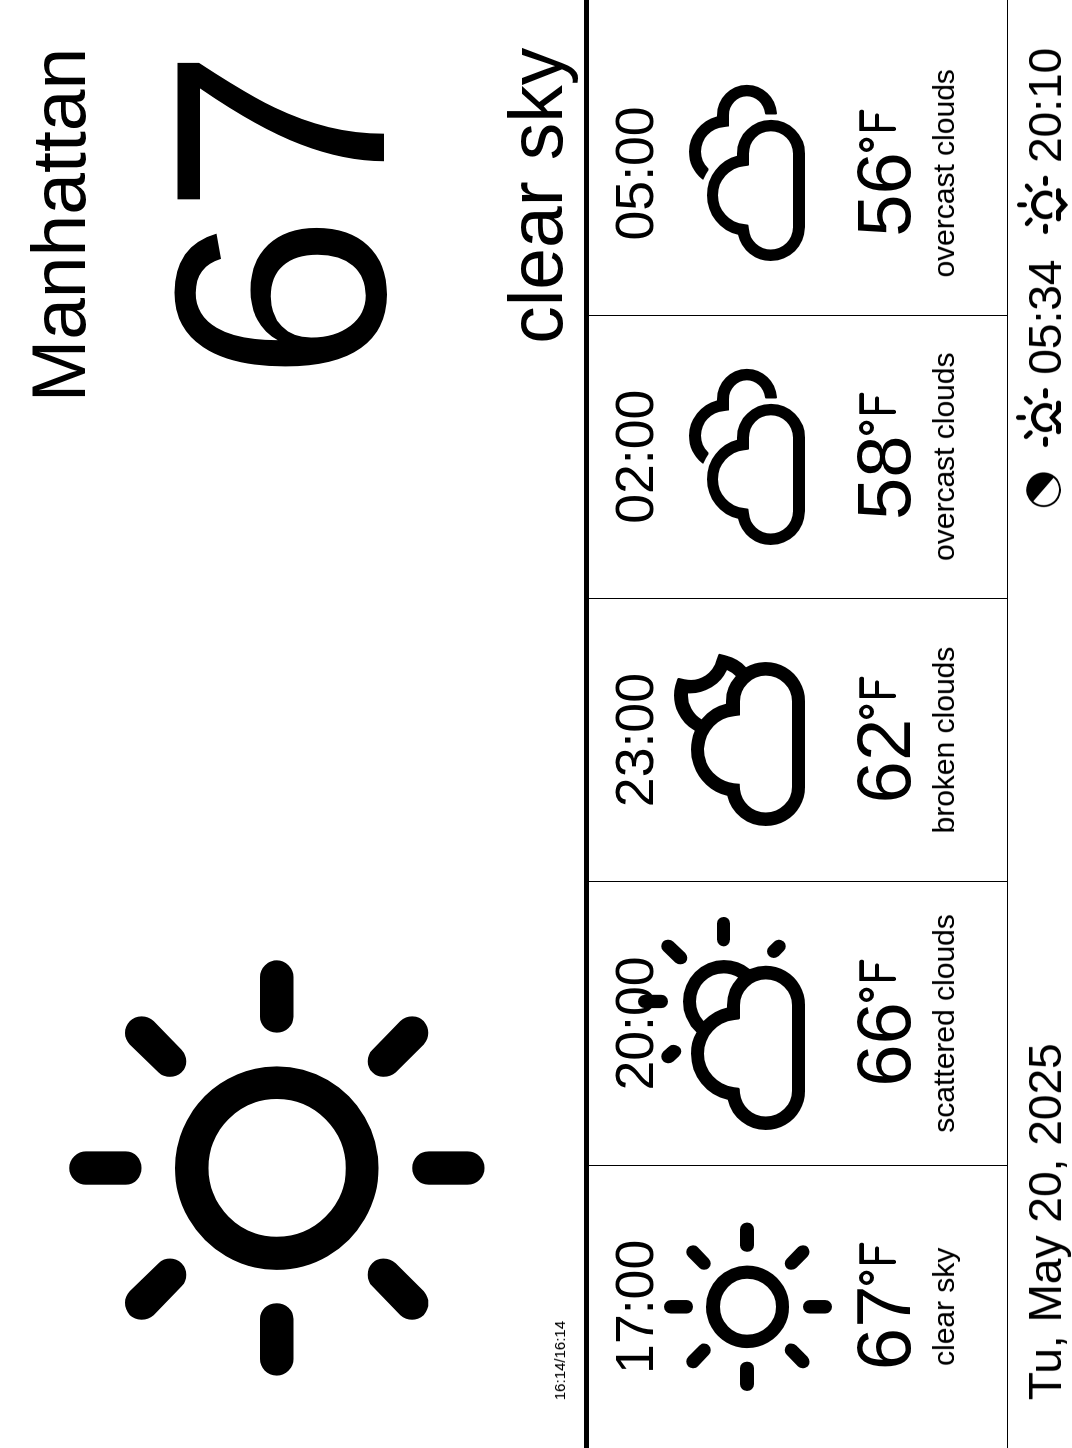 Manhattan
67
clear sky
16:14/16:14
17:00
67°F
clear sky
20:00
66°F
scattered clouds
23:00
62°F
broken clouds
02:00
58°F
overcast clouds
05:00
56°F
overcast clouds
Tu, May 20, 2025
05:34
20:10